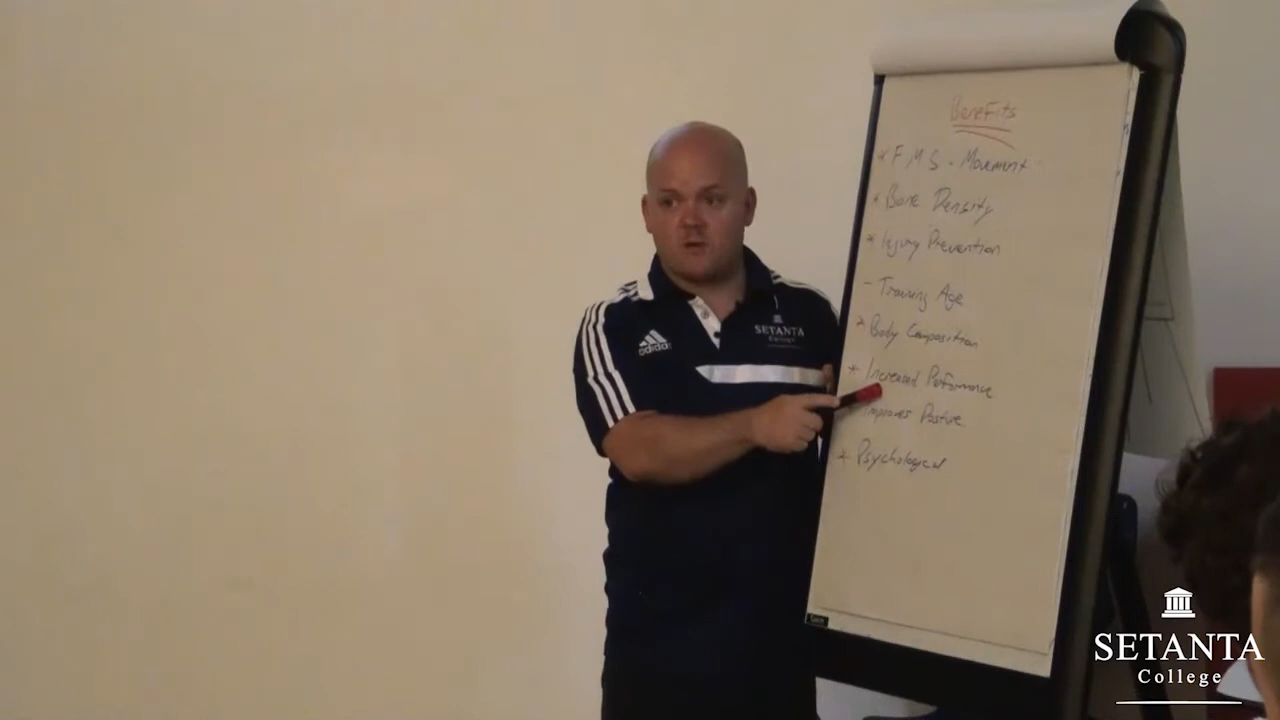 BeneFits
* F M S - Movement
* Bone Density
* Injury Prevention
- Training Age
* Body Composition
* Increased Performance
Improves Posture
* Psychological
adidas
SETANTA
College
SETANTA
College